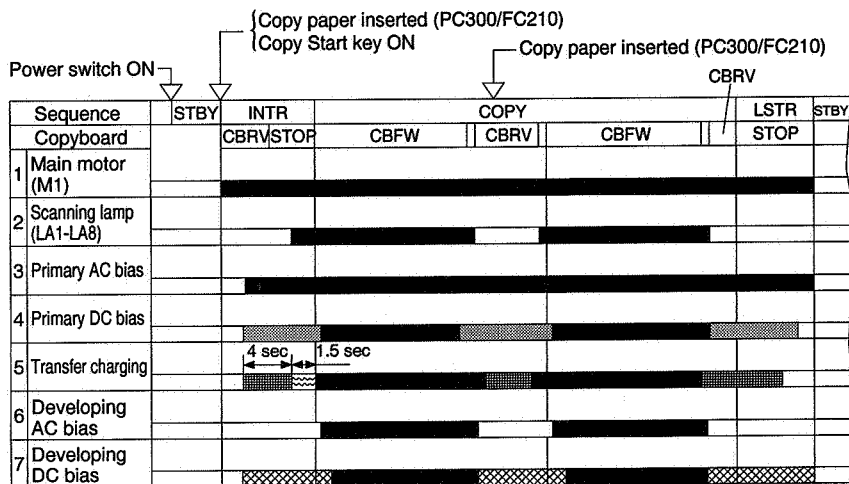 Copy paper inserted (PC300/FC210)
Copy Start key ON
Copy paper inserted (PC300/FC210)
Power switch ON
CBRV
Sequence STBY INTR COPY LSTR STBY
Copyboard CBRV STOP CBFW CBRV CBFW STOP
1 Main motor
(M1)
2 Scanning lamp
(LA1-LA8)
3 Primary AC bias
4 Primary DC bias
4 sec 1.5 sec
5 Transfer charging
6 Developing
AC bias
7 Developing
DC bias